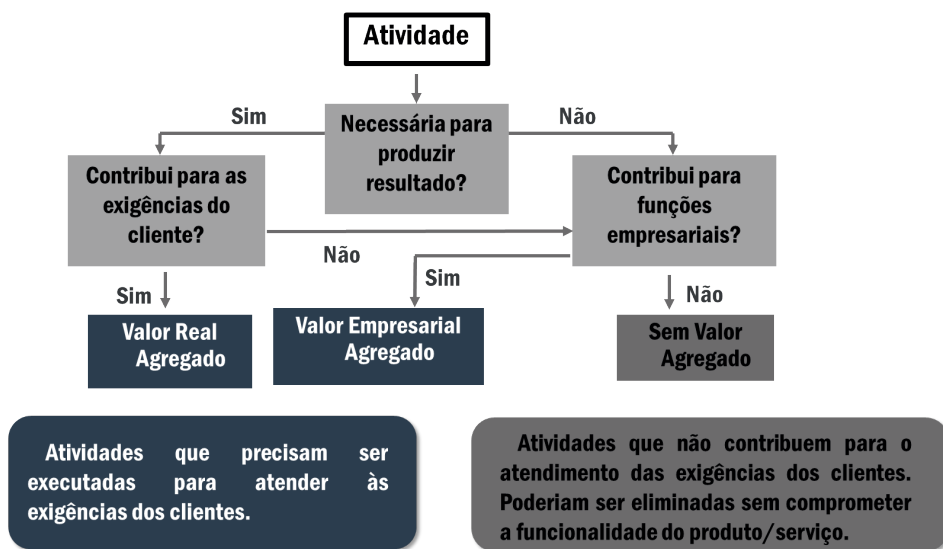 Atividade
Sim
Necessária para
produzir
resultado?
Não
Contribui para as
exigências do
cliente?
Contribui para
funções
empresariais?
Não
Sim
Sim
Não
Valor Real
Agregado
Valor Empresarial
Agregado
Sem Valor
Agregado
Atividades que precisam ser
executadas para atender às
exigências dos clientes.
Atividades que não contribuem para o
atendimento das exigências dos clientes.
Poderiam ser eliminadas sem comprometer
a funcionalidade do produto/serviço.